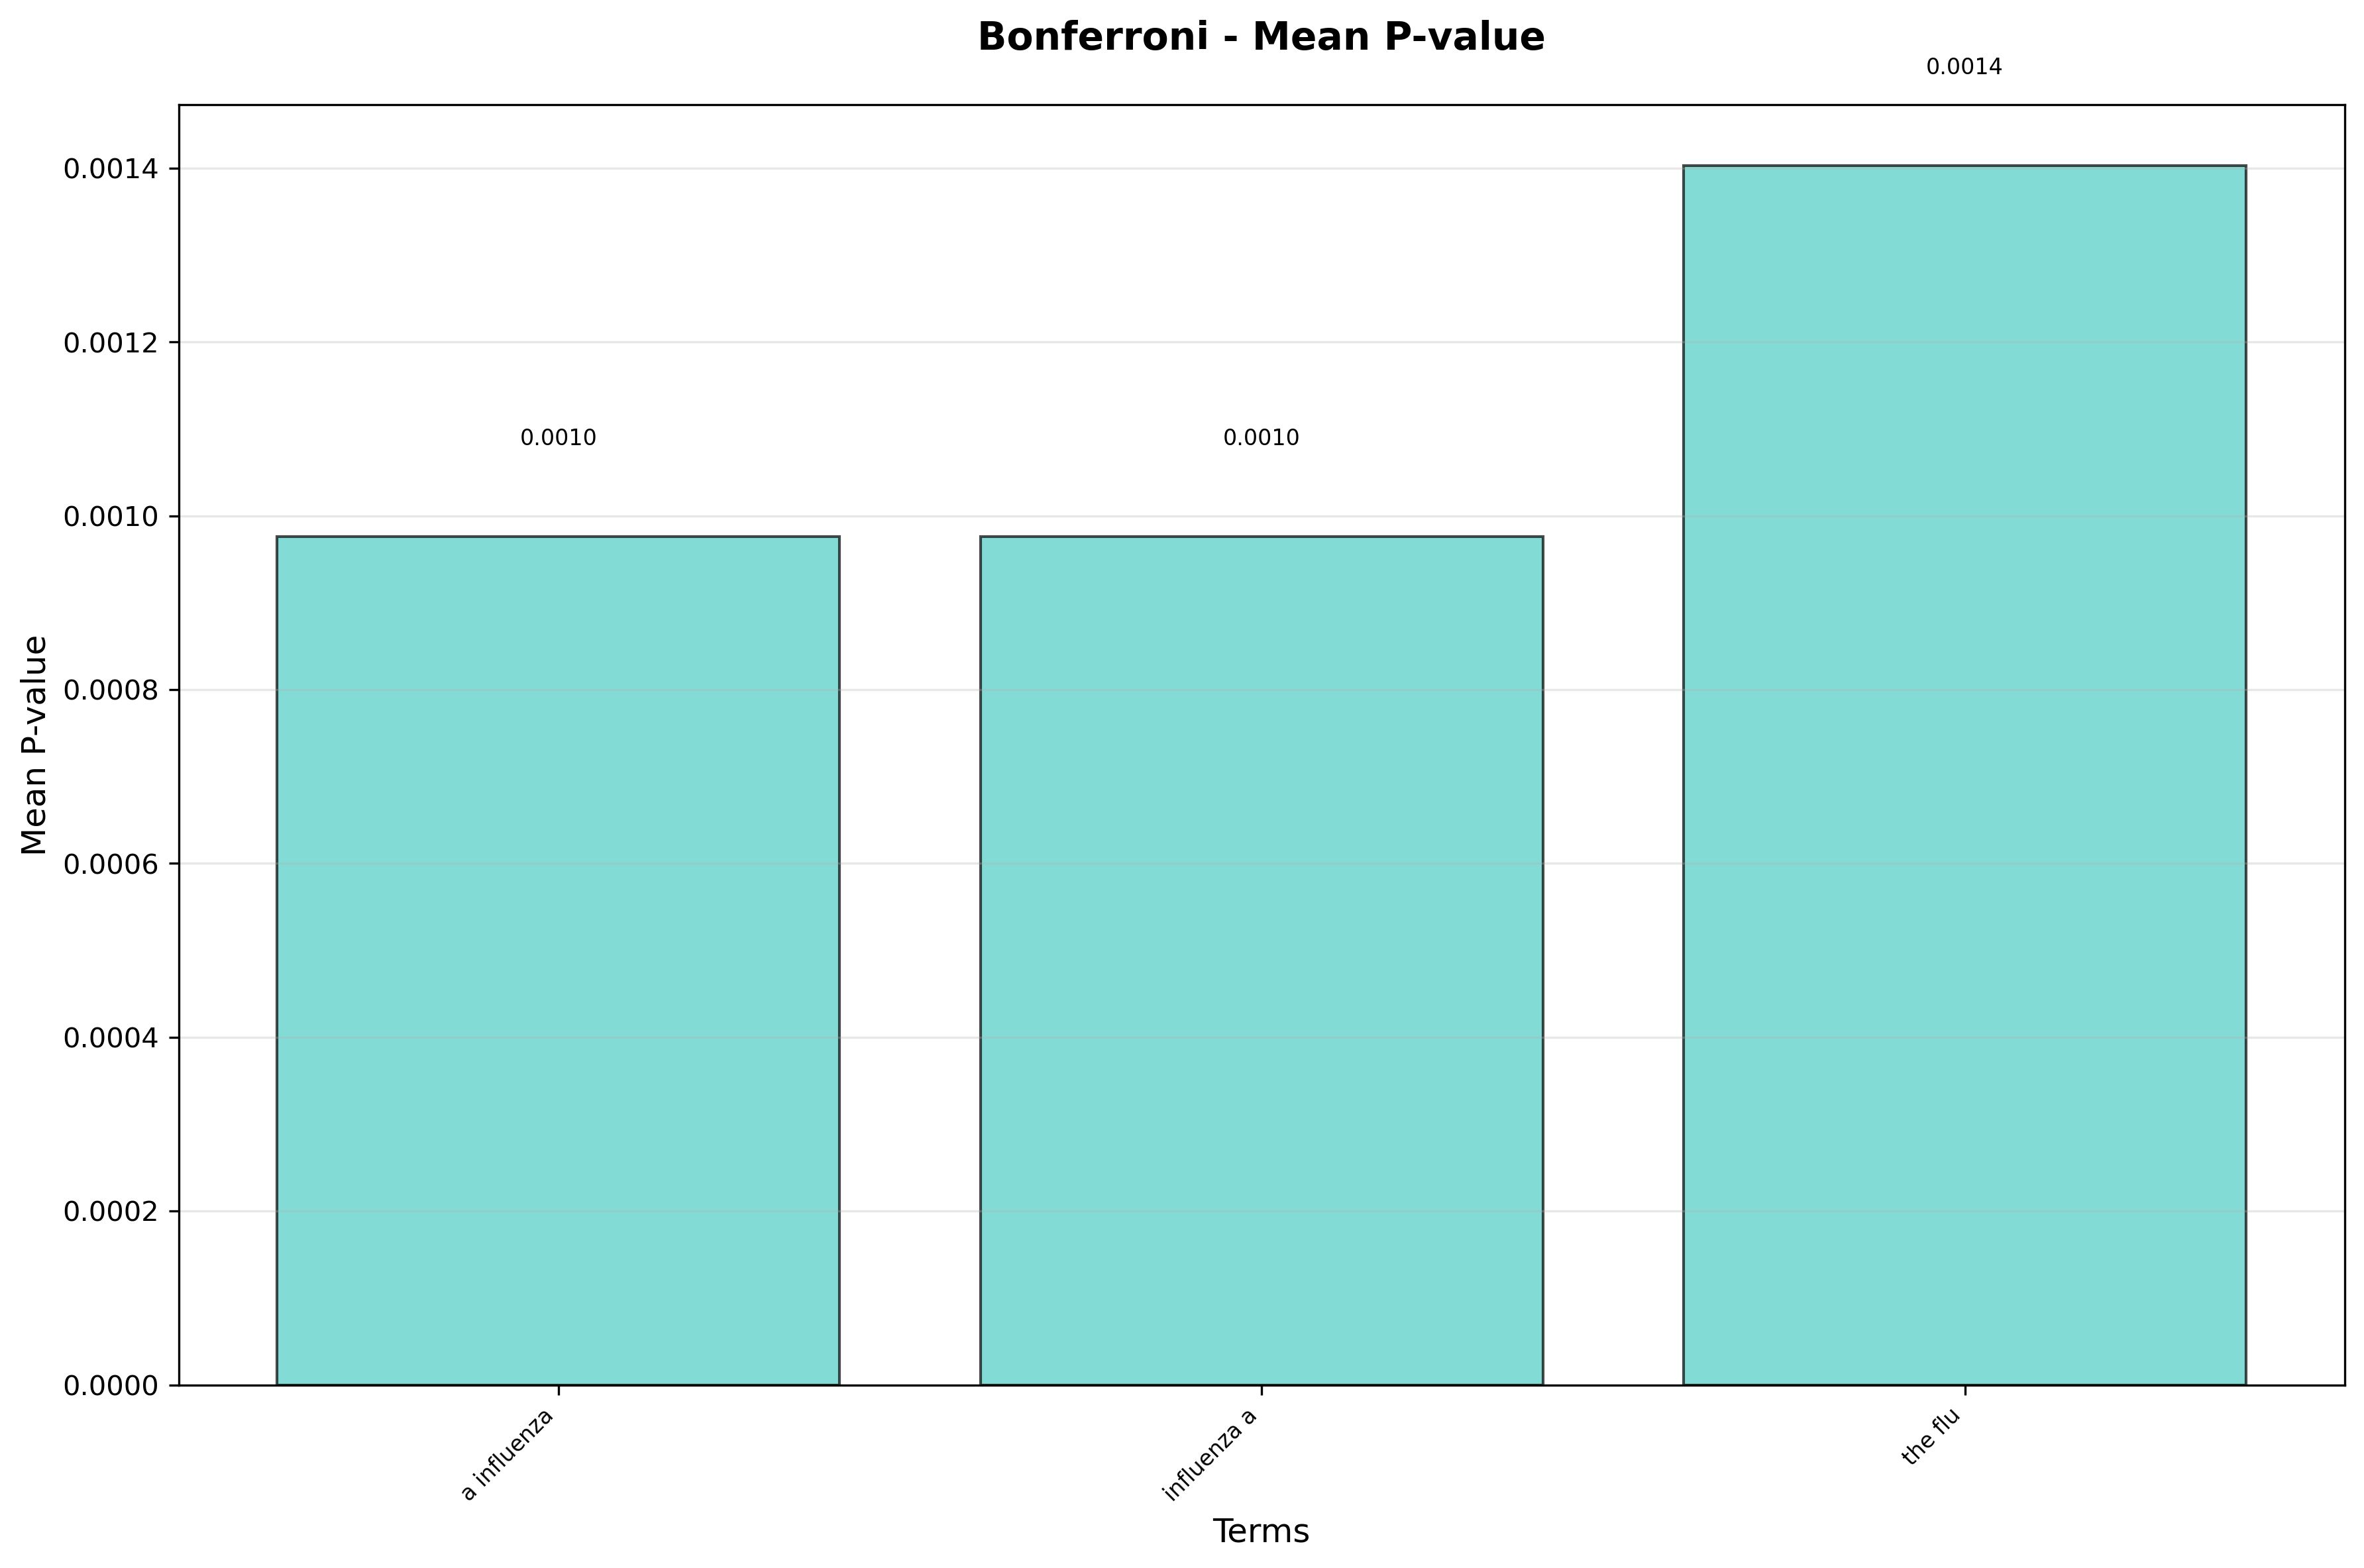 Bonferroni - Mean P-value
0.0014
0.0014
0.0012
0.0010
0.0010
0.0010
0.0008
0.0006
0.0004
0.0002
0.0000
Mean P-value
a influenza
influenza a
the flu
Terms